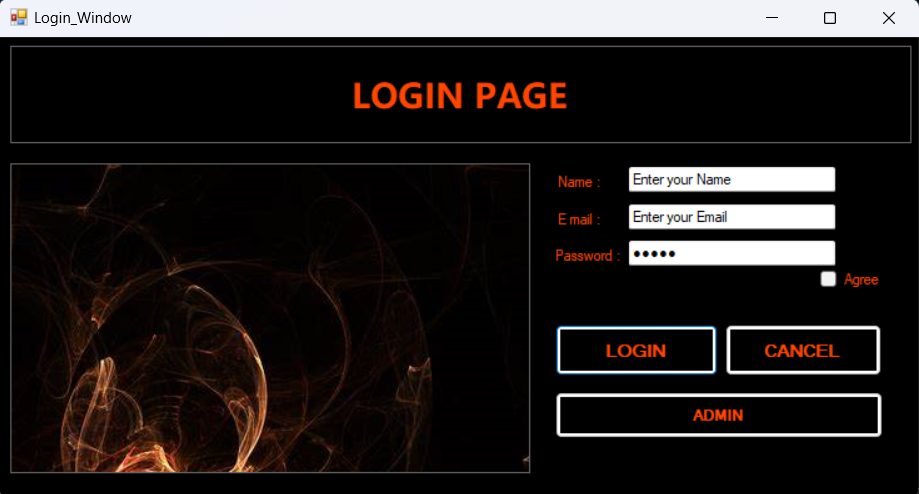 Login_Window
LOGIN PAGE
Name : Enter your Name
E mail : Enter your Email
Password : •••••
Agree
LOGIN CANCEL
ADMIN